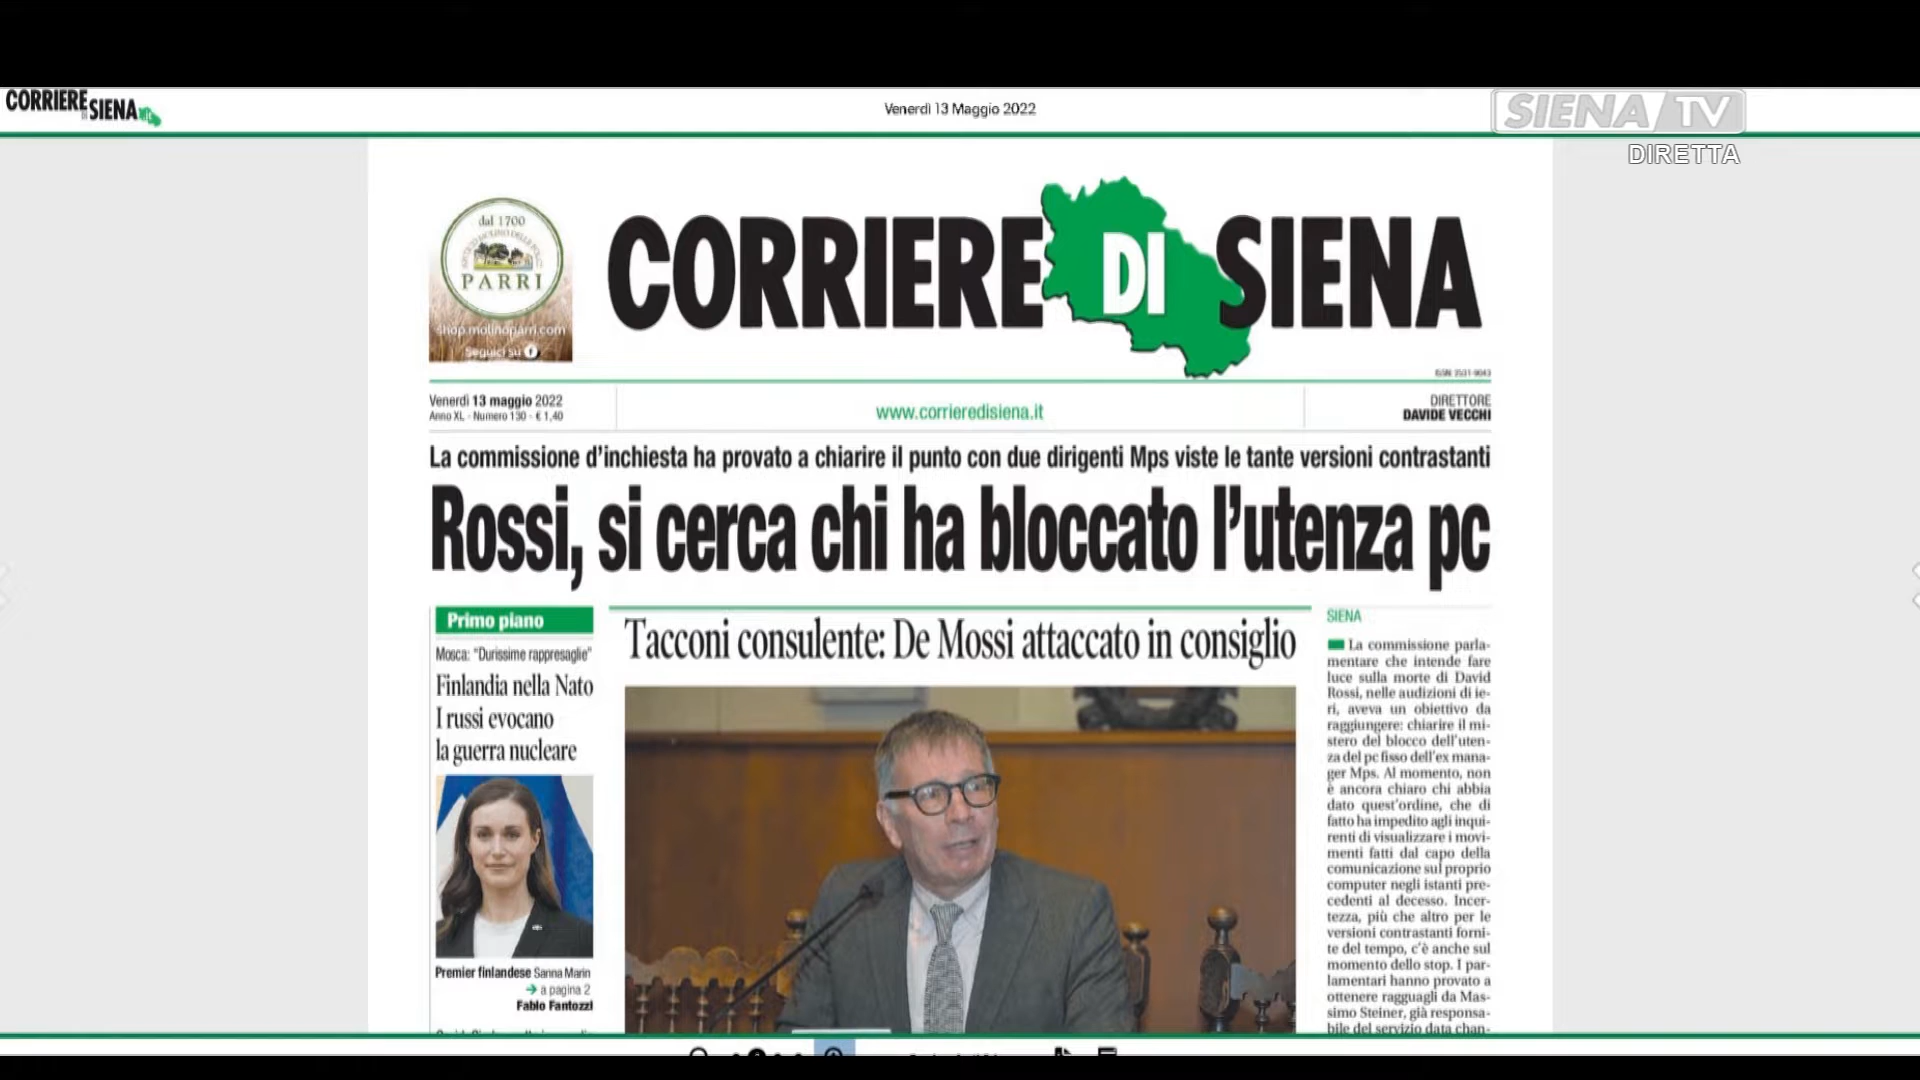 CORRIERE DI SIENA.it
Venerdì 13 Maggio 2022
SIENA TV
DIRETTA
dal 1700
PARRI
shop.molinoparri.com
Seguici su f
CORRIERE DI SIENA
Venerdì 13 maggio 2022
Anno XL - Numero 130 - € 1,40
www.corrieredisiena.it
DIRETTORE
DAVIDE VECCHI
La commissione d'inchiesta ha provato a chiarire il punto con due dirigenti Mps viste le tante versioni contrastanti
Rossi, si cerca chi ha bloccato l'utenza pc
Primo piano
Mosca: "Durissime rappresaglie"
Finlandia nella Nato
I russi evocano
la guerra nucleare
Premier finlandese Sanna Marin
→ a pagina 2
Fabio Fantozzi
Tacconi consulente: De Mossi attaccato in consiglio
SIENA
La commissione parla-
mentare che intende fare
luce sulla morte di David
Rossi, nelle audizioni di ie-
ri, aveva un obiettivo da
raggiungere: chiarire il mi-
stero del blocco dell'uten-
za del pc fisso dell'ex mana-
ger Mps. Al momento, non
è ancora chiaro chi abbia
dato quest'ordine, che di
fatto ha impedito agli inqui-
renti di visualizzare i movi-
menti fatti dal capo della
comunicazione sul proprio
computer negli istanti pre-
cedenti al decesso. Incer-
tezza, più che altro per le
versioni contrastanti forni-
te del tempo, c'è anche sul
momento dello stop. I par-
lamentari hanno provato a
ottenere ragguagli da Mas-
simo Steiner, già responsa-
bile del servizio data chan-